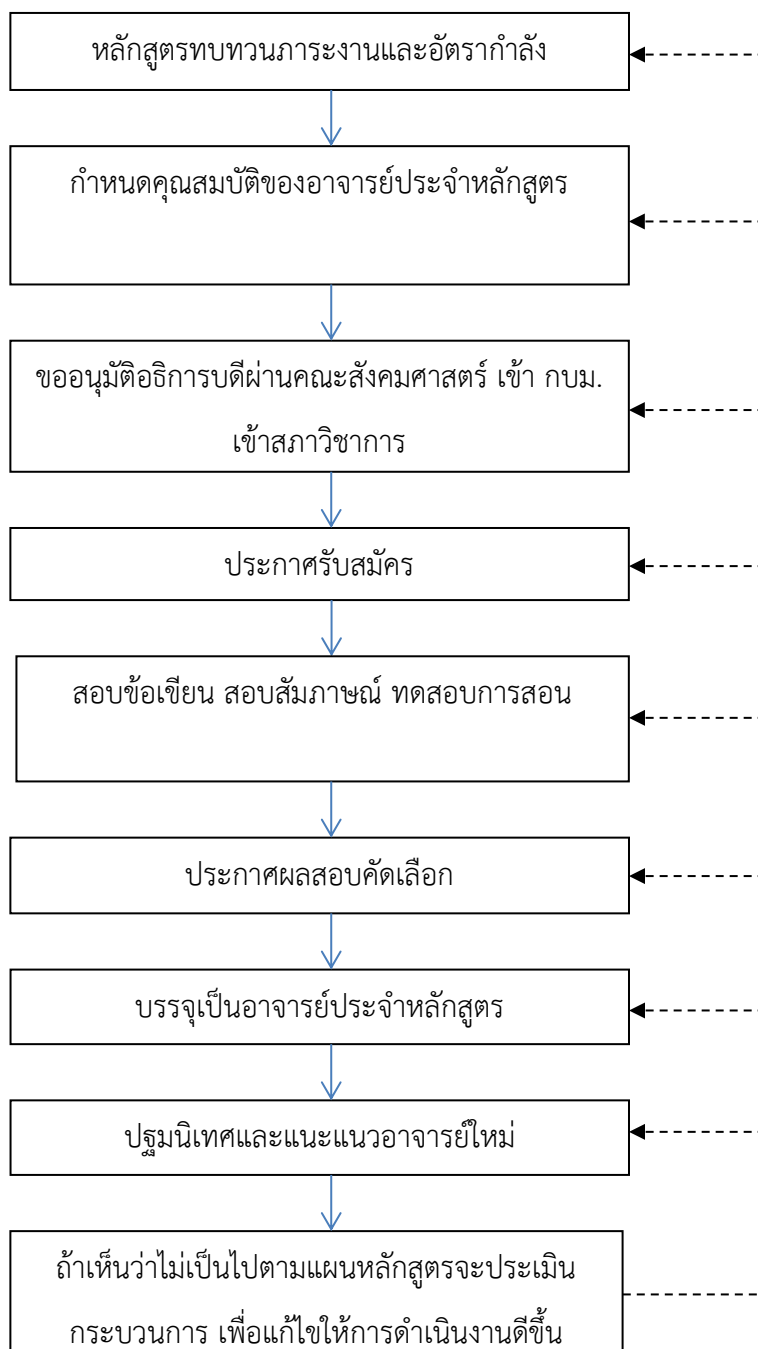 หลักสูตรทบทวนภาระงานและอัตรากำลัง
กำหนดคุณสมบัติของอาจารย์ประจำหลักสูตร
ขออนุมัติอธิการบดีผ่านคณะสังคมศาสตร์ เข้า กบม.
เข้าสภาวิชาการ
ประกาศรับสมัคร
สอบข้อเขียน สอบสัมภาษณ์ ทดสอบการสอน
ประกาศผลสอบคัดเลือก
บรรจุเป็นอาจารย์ประจำหลักสูตร
ปฐมนิเทศและแนะแนวอาจารย์ใหม่
ถ้าเห็นว่าไม่เป็นไปตามแผนหลักสูตรจะประเมิน
กระบวนการ เพื่อแก้ไขให้การดำเนินงานดีขึ้น